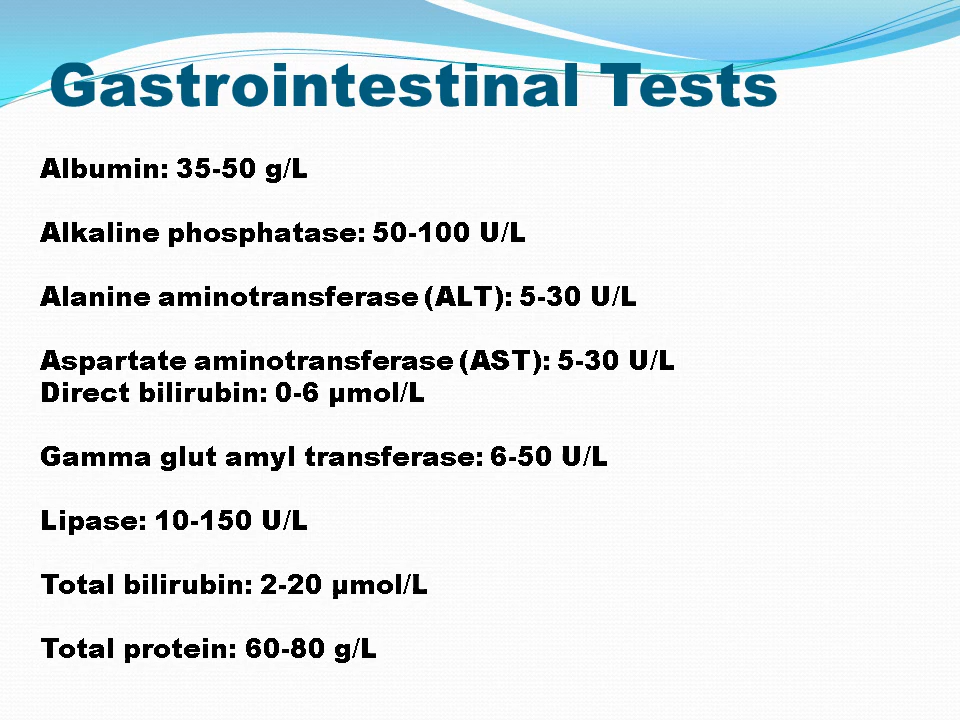 Gastrointestinal Tests
Albumin: 35-50 g/L
Alkaline phosphatase: 50-100 U/L
Alanine aminotransferase (ALT): 5-30 U/L
Aspartate aminotransferase (AST): 5-30 U/L
Direct bilirubin: 0-6 µmol/L
Gamma glut amyl transferase: 6-50 U/L
Lipase: 10-150 U/L
Total bilirubin: 2-20 µmol/L
Total protein: 60-80 g/L